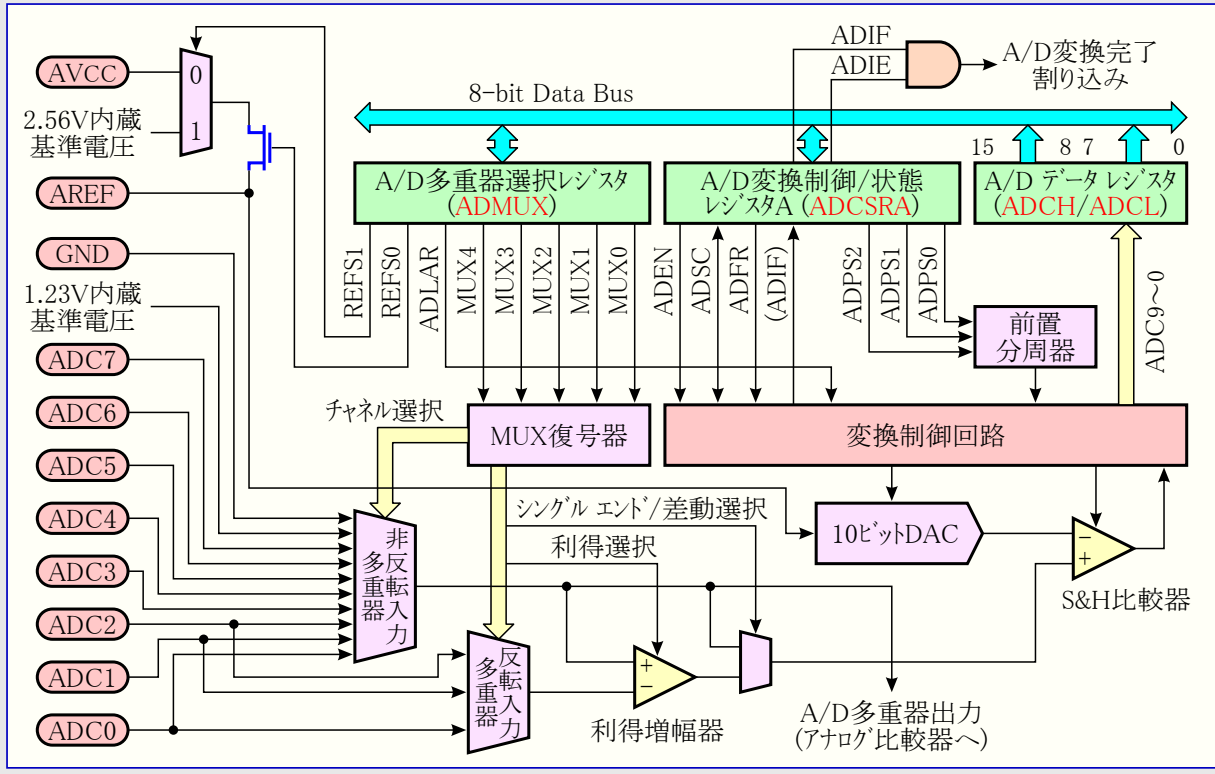 ADIF
ADIE
A/D変換完了
割り込み
AVCC
0
1
2.56V内蔵
基準電圧
AREF
8-bit Data Bus
15
8 7
0
A/D多重器選択ﾚｼﾞｽﾀ
(ADMUX)
A/D変換制御/状態
ﾚｼﾞｽﾀA (ADCSRA)
A/D ﾃﾞｰﾀ ﾚｼﾞｽﾀ
(ADCH/ADCL)
REFS1
REFS0
ADLAR
MUX4
MUX3
MUX2
MUX1
MUX0
ADEN
ADSC
ADFR
(ADIF)
ADPS2
ADPS1
ADPS0
ADC9～0
前置
分周器
GND
1.23V内蔵
基準電圧
ADC7
ADC6
ADC5
ADC4
ADC3
ADC2
ADC1
ADC0
ﾁｬﾈﾙ選択
MUX復号器
変換制御回路
ｼﾝｸﾞﾙ ｴﾝﾄﾞ/差動選択
利得選択
10ﾋﾞｯﾄDAC
−
+
S&H比較器
非反転入力
多重器
反転入力
多重器
+
−
利得増幅器
A/D多重器出力
(ｱﾅﾛｸﾞ比較器へ)